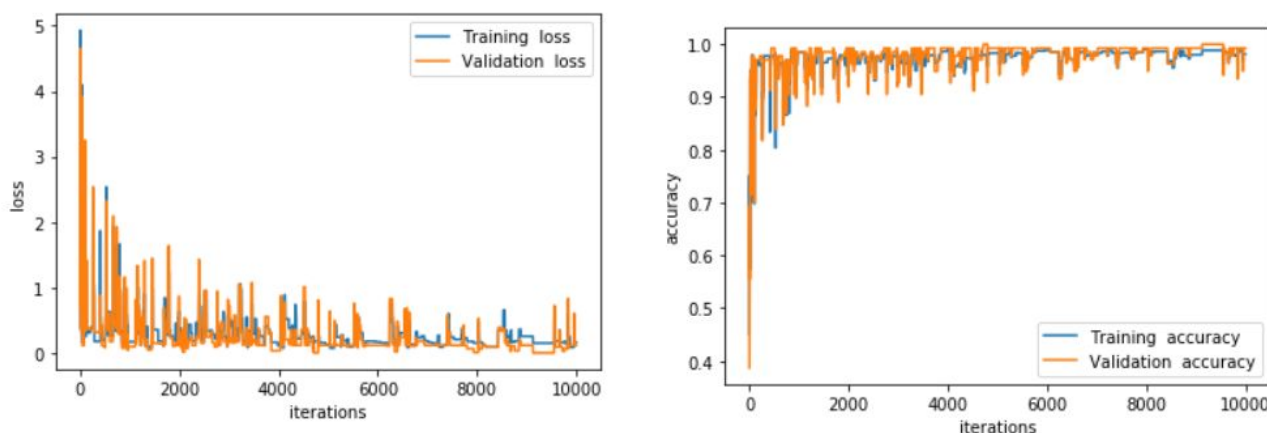 5
4
3
2
1
0
loss
0 2000 4000 6000 8000 10000
iterations
Training loss
Validation loss
1.0
0.9
0.8
0.7
0.6
0.5
0.4
accuracy
0 2000 4000 6000 8000 10000
iterations
Training accuracy
Validation accuracy